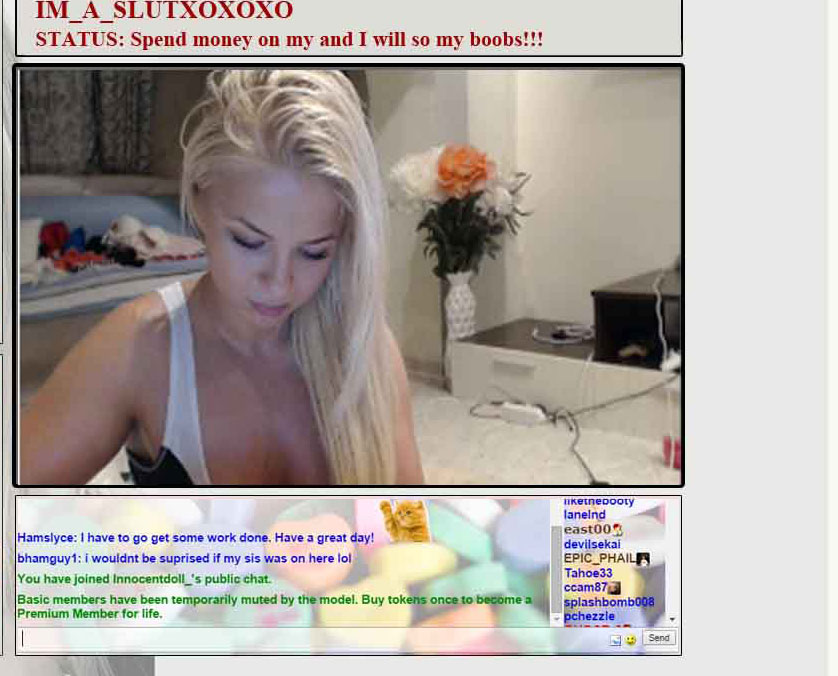 IM_A_SLUTXOXOXO
STATUS: Spend money on my and I will so my boobs!!!
Hamslyce: I have to go get some work done. Have a great day!
bhamguy1: i wouldnt be suprised if my sis was on here lol
You have joined Innocentdoll_'s public chat.
Basic members have been temporarily muted by the model. Buy tokens once to become a
Premium Member for life.
likethebooty
lanelnd
east00
devilsekai
EPIC_PHAIL
Tahoe33
ccam87
splashbomb008
pchezzle
Send